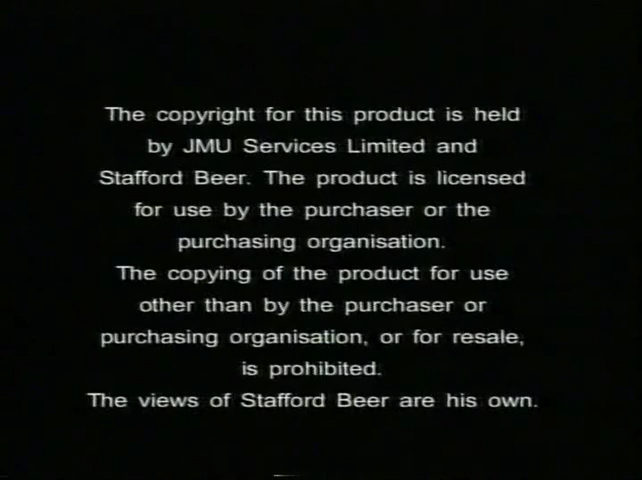 The copyright for this product is held
by JMU Services Limited and
Stafford Beer. The product is licensed
for use by the purchaser or the
purchasing organisation.
The copying of the product for use
other than by the purchaser or
purchasing organisation, or for resale,
is prohibited.
The views of Stafford Beer are his own.